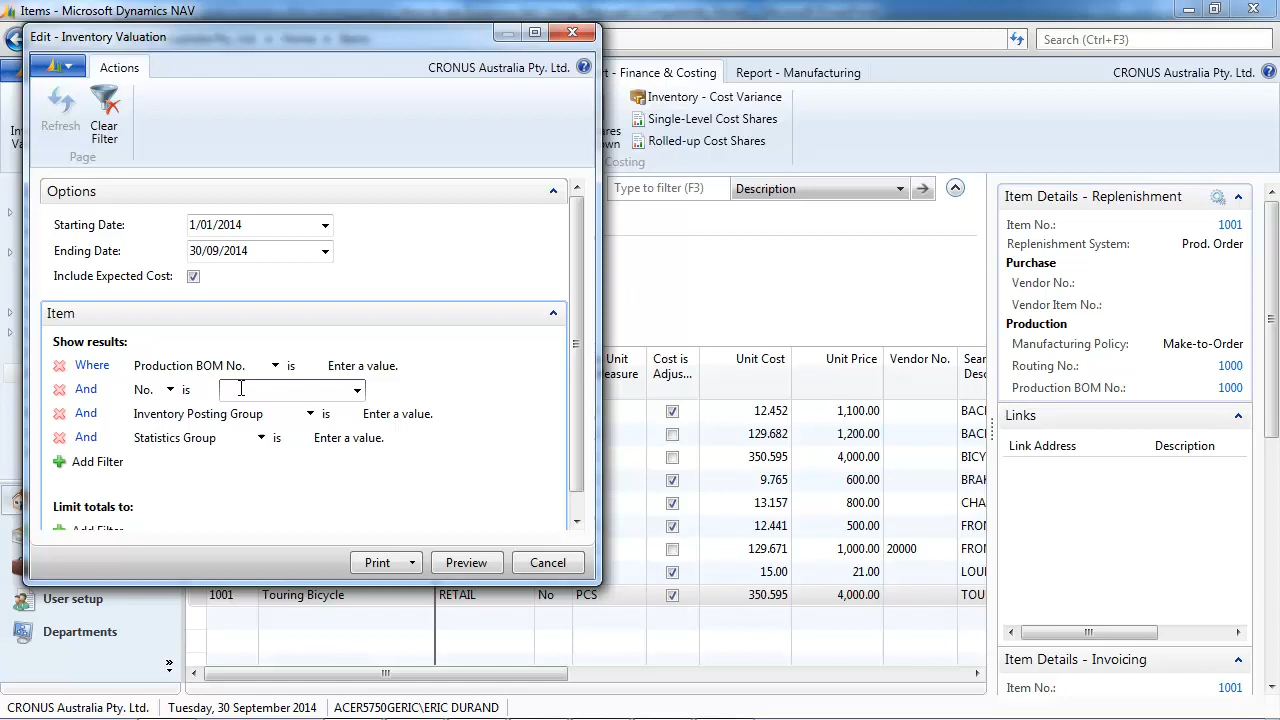 Items - Microsoft Dynamics NAV
Edit - Inventory Valuation
Search (Ctrl+F3)
Actions
CRONUS Australia Pty. Ltd.
- Finance & Costing
Report - Manufacturing
CRONUS Australia Pty. Ltd.
Refresh
Clear Filter
Page
Inventory - Cost Variance
Single-Level Cost Shares
Rolled-up Cost Shares
Costing
Options
Type to filter (F3)
Description
Starting Date:
1/01/2014
Ending Date:
30/09/2014
Include Expected Cost:
Item
Show results:
Where
Production BOM No.
is
Enter a value.
And
No.
is
And
Inventory Posting Group
is
Enter a value.
And
Statistics Group
is
Enter a value.
Add Filter
Limit totals to:
Add Filter
Print
Preview
Cancel
Unit
Cost is Adjus...
Unit Cost
Unit Price
Vendor No.
12.452
1,100.00
129.682
1,200.00
350.595
4,000.00
9.765
600.00
13.157
800.00
12.441
500.00
129.671
1,000.00
20000
15.00
21.00
1001
Touring Bicycle
RETAIL
No
PCS
350.595
4,000.00
Item Details - Replenishment
Item No.:
1001
Replenishment System:
Prod. Order
Purchase
Vendor No.:
Vendor Item No.:
Production
Manufacturing Policy:
Make-to-Order
Routing No.:
1000
Production BOM No.:
1000
Links
Link Address
Description
Item Details - Invoicing
Item No.:
1001
User setup
Departments
CRONUS Australia Pty. Ltd.
Tuesday, 30 September 2014
ACER5750GERIC\ERIC DURAND